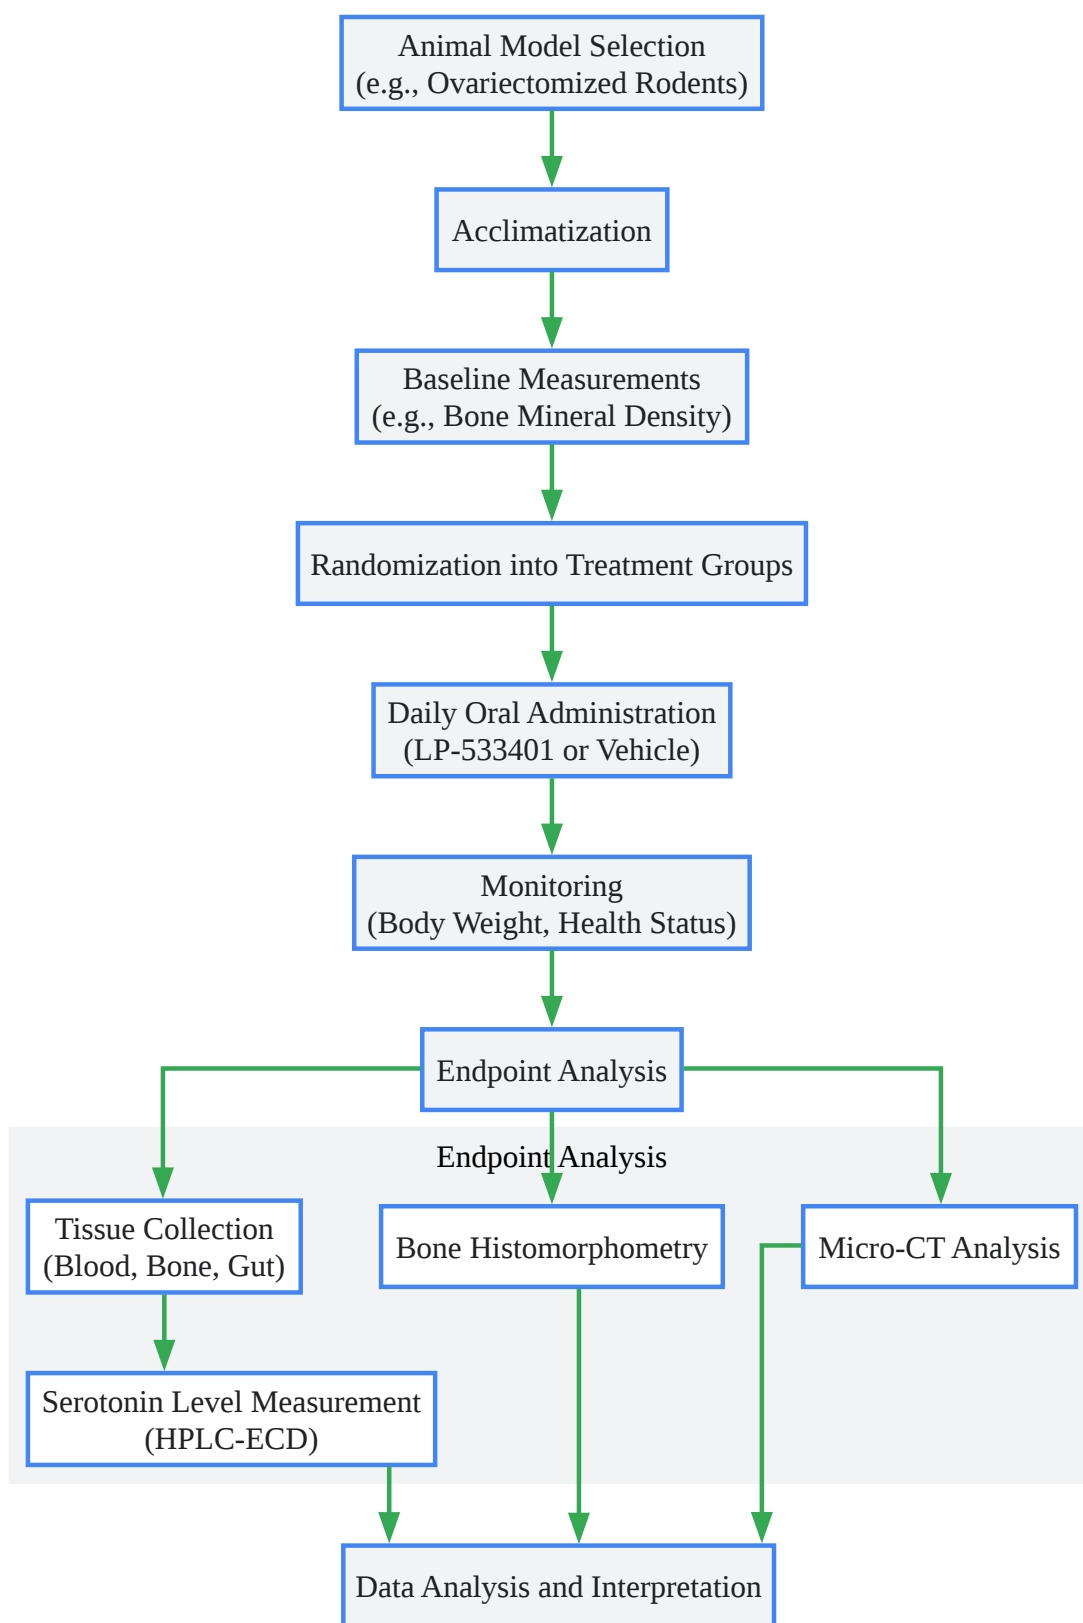 Animal Model Selection
(e.g., Ovariectomized Rodents)
Acclimatization
Baseline Measurements
(e.g., Bone Mineral Density)
Randomization into Treatment Groups
Daily Oral Administration
(LP-533401 or Vehicle)
Monitoring
(Body Weight, Health Status)
Endpoint Analysis
Endpoint Analysis
Tissue Collection
(Blood, Bone, Gut)
Bone Histomorphometry
Micro-CT Analysis
Serotonin Level Measurement
(HPLC-ECD)
Data Analysis and Interpretation